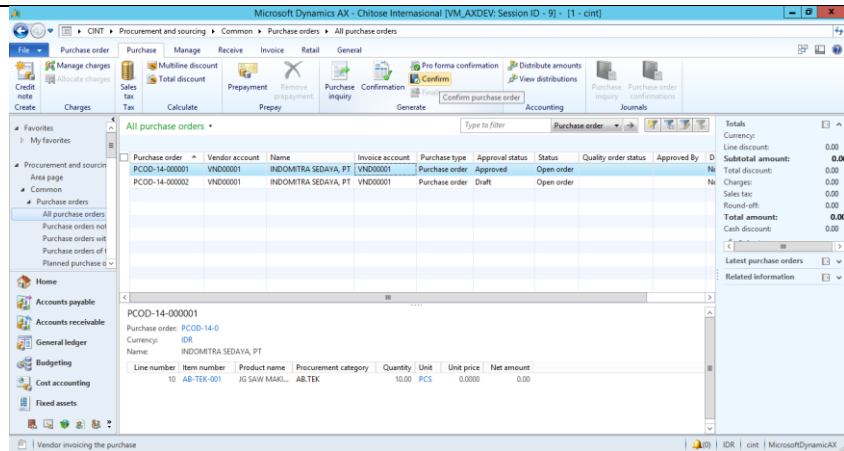 Microsoft Dynamics AX - Chitose Internasional [VM_AXDEV: Session ID - 9] - [1 - cint]
CINT ▸ Procurement and sourcing ▸ Common ▸ Purchase orders ▸ All purchase orders
File Purchase order Purchase Manage Receive Invoice Retail General
Credit note
Manage charges
Allocate charges
Sales tax
Multiline discount
Total discount
Prepayment
Remove prepayment
Purchase inquiry
Confirmation
Pro forma confirmation
Confirm
Confirm purchase order
Distribute amounts
View distributions
Purchase inquiry
Purchase order confirmations
Create Charges Tax Calculate Prepay Generate Accounting Journals
Favorites
My favorites
Procurement and sourcin
Area page
Common
Purchase orders
All purchase orders
Purchase orders not
Purchase orders wit
Purchase orders of t
Planned purchase o
Home
Accounts payable
Accounts receivable
General ledger
Budgeting
Cost accounting
Fixed assets
All purchase orders
Type to filter
Purchase order
Purchase order Vendor account Name Invoice account Purchase type Approval status Status Quality order status Approved By D
PCOD-14-000001 VND00001 INDOMITRA SEDAYA, PT VND00001 Purchase order Approved Open order
PCOD-14-000002 VND00001 INDOMITRA SEDAYA, PT VND00001 Purchase order Draft Open order
PCOD-14-000001
Purchase order: PCOD-14-0
Currency: IDR
Name: INDOMITRA SEDAYA, PT
Line number Item number Product name Procurement category Quantity Unit Unit price Net amount
10 AB-TEK-001 JG SAW MAKI... AB.TEK 10.00 PCS 0.0000 0.00
Totals
Currency:
Line discount: 0.00
Subtotal amount: 0.0
Total discount: 0.00
Charges: 0.00
Sales tax: 0.00
Round-off: 0.00
Total amount: 0.0
Cash discount: 0.00
Latest purchase orders
Related information
Vendor invoicing the purchase
(0) IDR cint MicrosoftDynamicAX